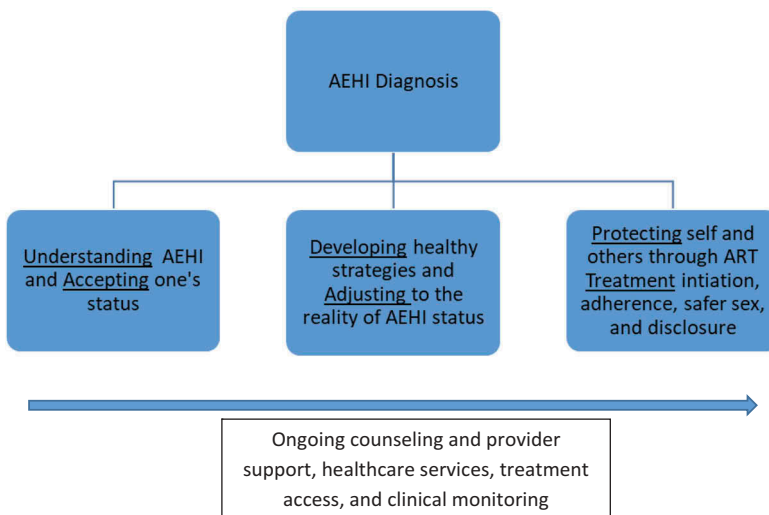 AEHI Diagnosis
Understanding AEHI
and Accepting one's
status
Developing healthy
strategies and
Adjusting to the
reality of AEHI status
Protecting self and
others through ART
Treatment intiation,
adherence, safer sex,
and disclosure
Ongoing counseling and provider
support, healthcare services, treatment
access, and clinical monitoring